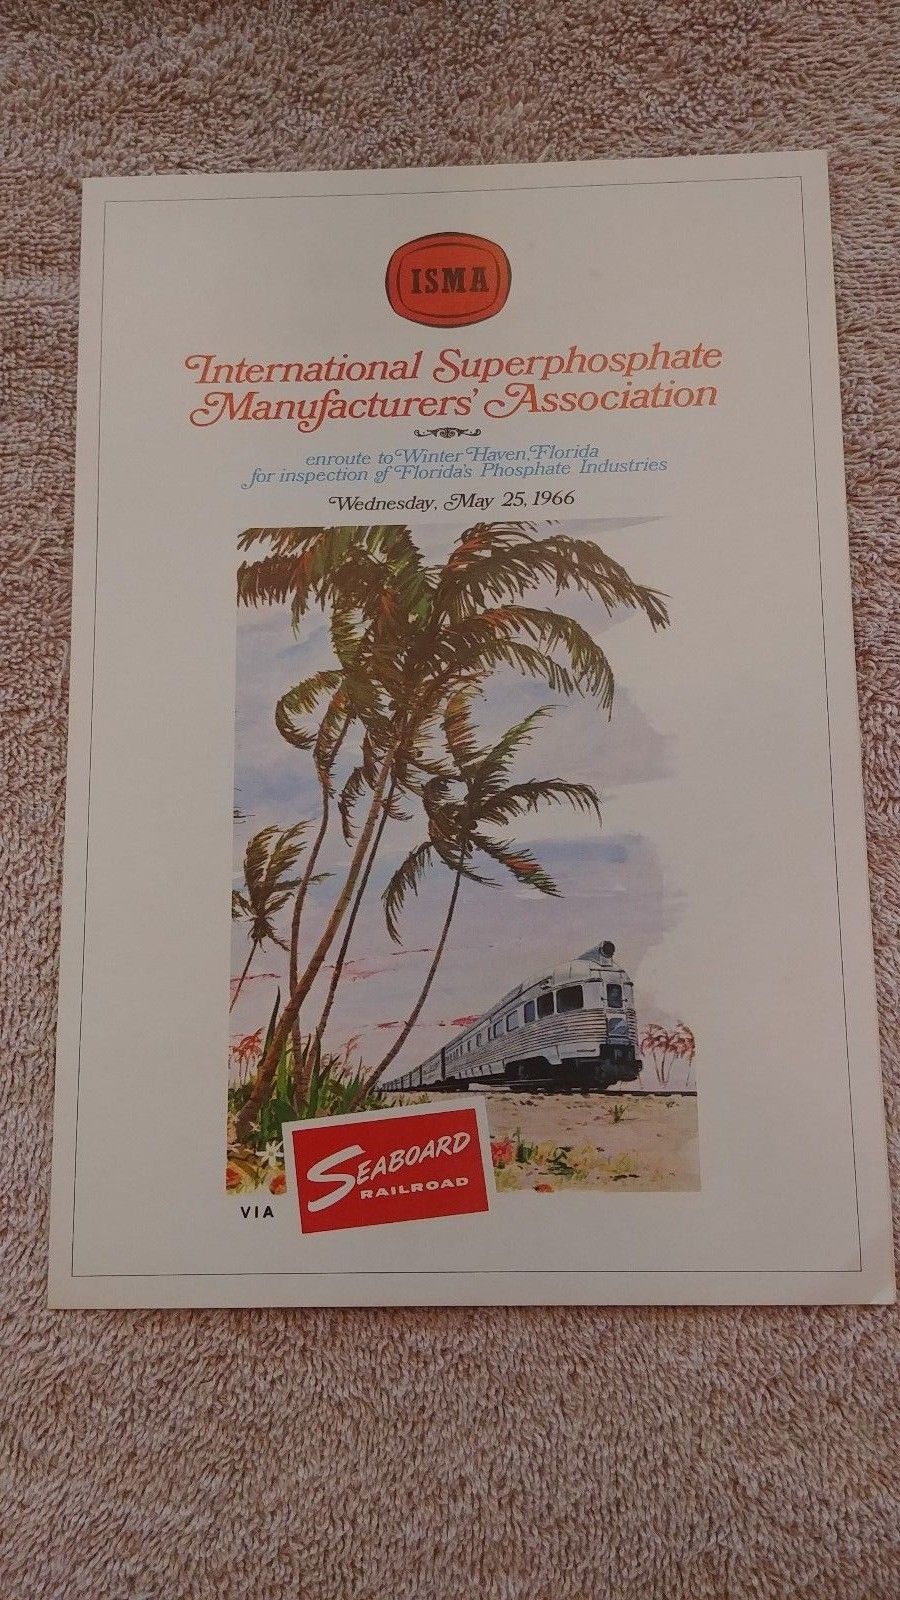 ISMA
International Superphosphate
Manufacturers' Association
enroute to Winter Haven, Florida
for inspection of Florida's Phosphate Industries
Wednesday, May 25, 1966
SEABOARD
RAILROAD
VIA